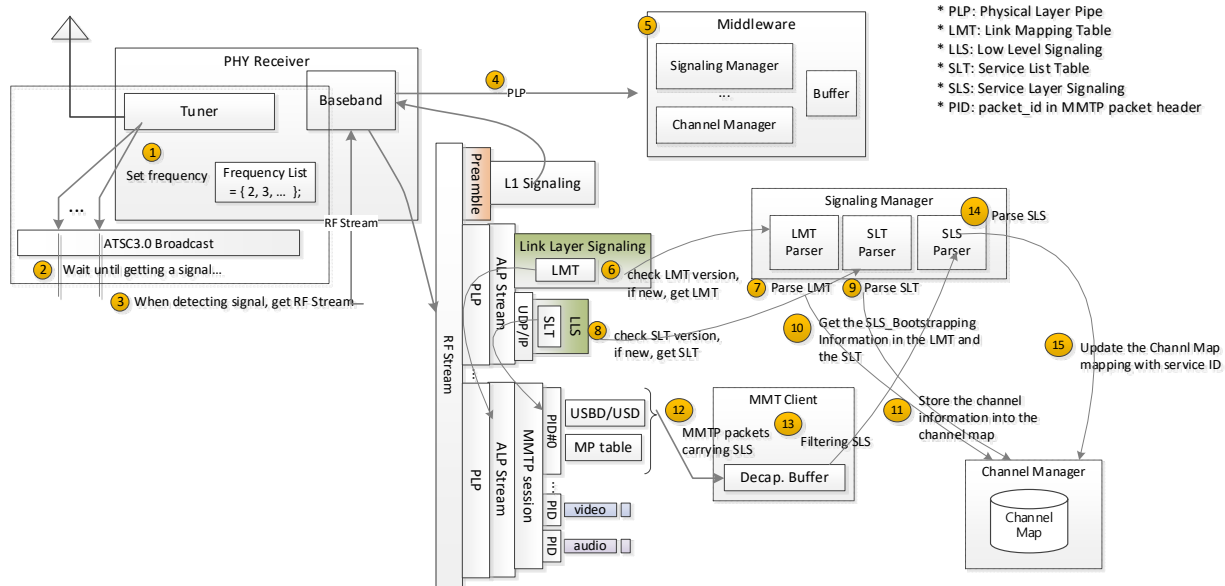 * PLP: Physical Layer Pipe
* LMT: Link Mapping Table
* LLS: Low Level Signaling
* SLT: Service List Table
* SLS: Service Layer Signaling
* PID: packet_id in MMTP packet header
PHY Receiver
Tuner
Baseband
1
Set frequency
Frequency List
= { 2, 3, ... };
...
RF Stream
ATSC3.0 Broadcast
2
Wait until getting a signal...
3
When detecting signal, get RF Stream
4
PLP
5
Middleware
Signaling Manager
...
Channel Manager
Buffer
RF Stream
Preamble
L1 Signaling
PLP
ALP Stream
Link Layer Signaling
LMT
6
check LMT version,
if new, get LMT
UDP/IP
SLT
LLS
8
check SLT version,
if new, get SLT
...
PLP
ALP Stream
MMTP session
PID#0
USBD/USD
MP table
...
PID
video
PID
audio
12
MMTP packets
carrying SLS
MMT Client
13
Filtering SLS
Decap. Buffer
Signaling Manager
LMT
Parser
SLT
Parser
SLS
Parser
14
Parse SLS
7
Parse LMT
9
Parse SLT
10
Get the SLS_Bootstrapping
Information in the LMT and
the SLT
11
Store the channel
information into the
channel map
15
Update the Channl Map
mapping with service ID
Channel Manager
Channel
Map